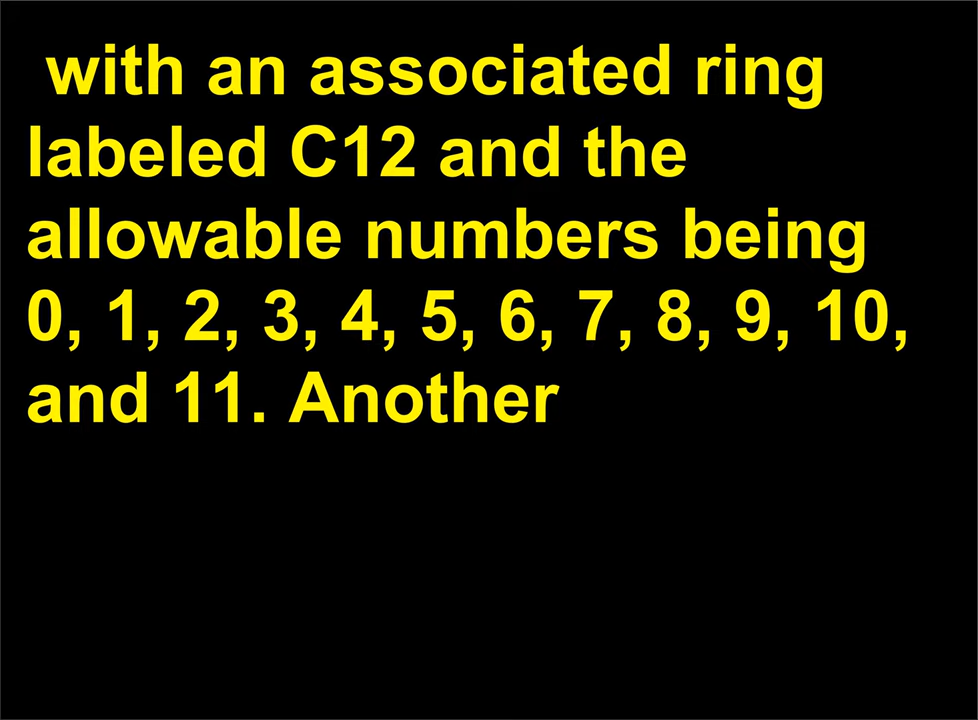 with an associated ring
labeled C12 and the
allowable numbers being
0, 1, 2, 3, 4, 5, 6, 7, 8, 9, 10,
and 11. Another